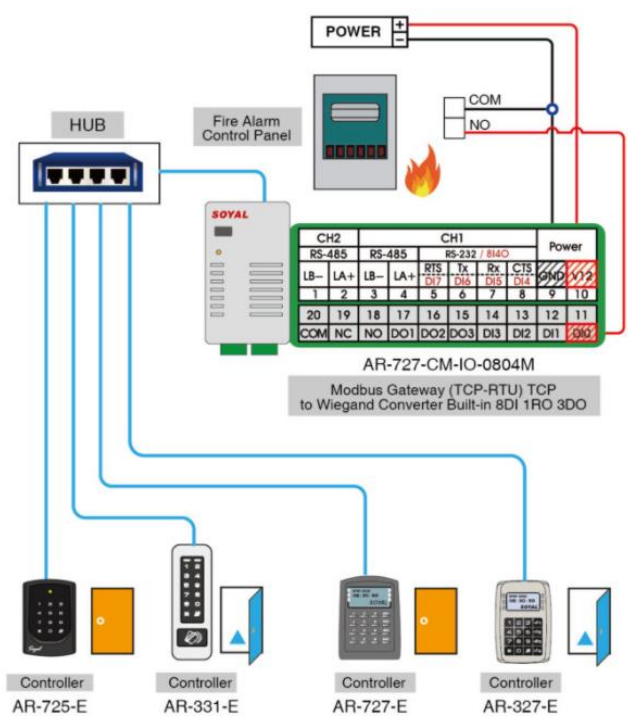 POWER
+
−
COM
NO
HUB
Fire Alarm
Control Panel
SOYAL
CH2 CH1 Power
RS-485 RS-485 RS-232 / 8I4O
LB− LA+ LB− LA+ RTS Tx Rx CTS GND V12
DI7 DI6 DI5 DI4
1 2 3 4 5 6 7 8 9 10
20 19 18 17 16 15 14 13 12 11
COM NC NO DO1 DO2 DO3 DI3 DI2 DI1 DI0
AR-727-CM-IO-0804M
Modbus Gateway (TCP-RTU) TCP
to Wiegand Converter Built-in 8DI 1RO 3DO
SOYAL
SOYAL
Controller Controller Controller Controller
AR-725-E AR-331-E AR-727-E AR-327-E